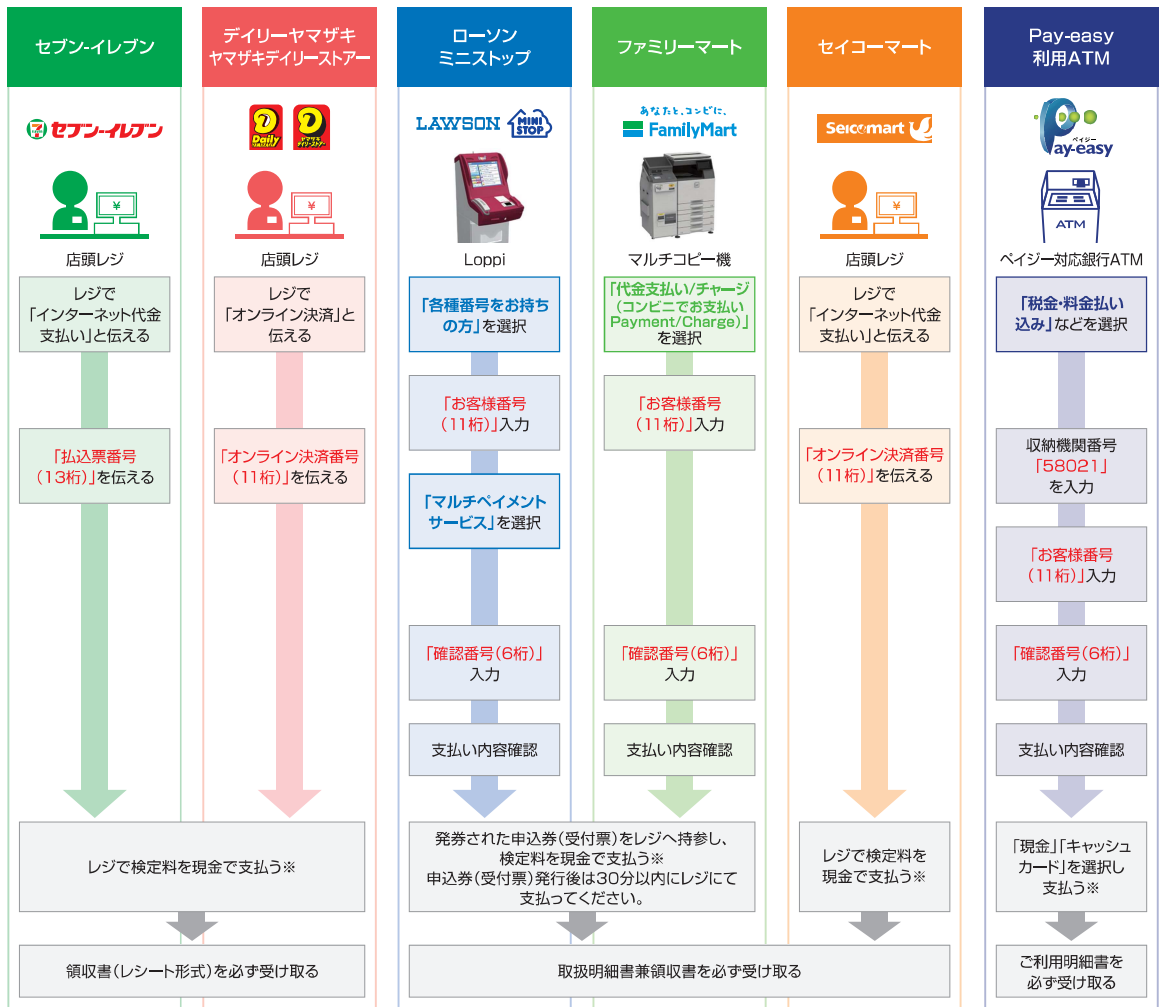 セブン-イレブン
デイリーヤマザキ
ヤマザキデイリーストアー
ローソン
ミニストップ
ファミリーマート
セイコーマート
Pay-easy
利用ATM
セブン-イレブン
Daily
ヤマザキ
デイリーストアー
LAWSON
MINI
STOP
あなたと、コンビに、
FamilyMart
Seicomart
ペイジー
Pay-easy
¥
¥
¥
ATM
店頭レジ
店頭レジ
Loppi
マルチコピー機
店頭レジ
ペイジー対応銀行ATM
レジで
「インターネット代金
支払い」と伝える
「払込票番号
(13桁)」を伝える
レジで
「オンライン決済」と
伝える
「オンライン決済番号
(11桁)」を伝える
「各種番号をお持ち
の方」を選択
「お客様番号
(11桁)」入力
「マルチペイメント
サービス」を選択
「確認番号(6桁)」
入力
支払い内容確認
「代金支払い/チャージ
(コンビニでお支払い
Payment/Charge)」
を選択
「お客様番号
(11桁)」入力
「確認番号(6桁)」
入力
支払い内容確認
レジで
「インターネット代金
支払い」と伝える
「オンライン決済番号
(11桁)」を伝える
「税金・料金払い
込み」などを選択
収納機関番号
「58021」
を入力
「お客様番号
(11桁)」入力
「確認番号(6桁)」
入力
支払い内容確認
レジで検定料を現金で支払う※
発券された申込券(受付票)をレジへ持参し、
検定料を現金で支払う※
申込券(受付票)発行後は30分以内にレジにて
支払ってください。
レジで検定料を
現金で支払う※
「現金」「キャッシュ
カード」を選択し
支払う※
領収書(レシート形式)を必ず受け取る
取扱明細書兼領収書を必ず受け取る
ご利用明細書を
必ず受け取る